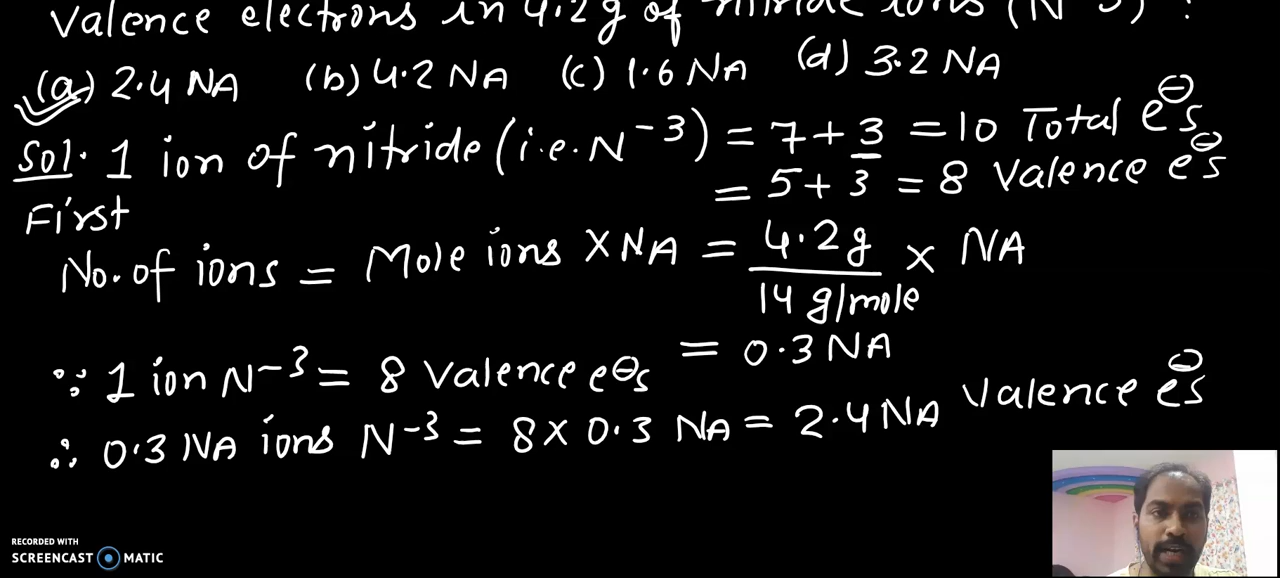 valence electrons in 4.2g of nitride ions (N⁻³) ?
(a) 2.4 NA (b) 4.2 NA (c) 1.6 NA (d) 3.2 NA
Sol. 1 ion of nitride (i.e. N⁻³) = 7 + 3 = 10 Total e⊖s
= 5 + 3 = 8 Valence e⊖s
First
No. of ions = Mole ions × NA = 4.2g / 14 g/mole × NA
= 0.3 NA
∵ 1 ion N⁻³ = 8 valence e⊖s
∴ 0.3 NA ions N⁻³ = 8 × 0.3 NA = 2.4 NA valence e⊖s
RECORDED WITH
SCREENCAST MATIC